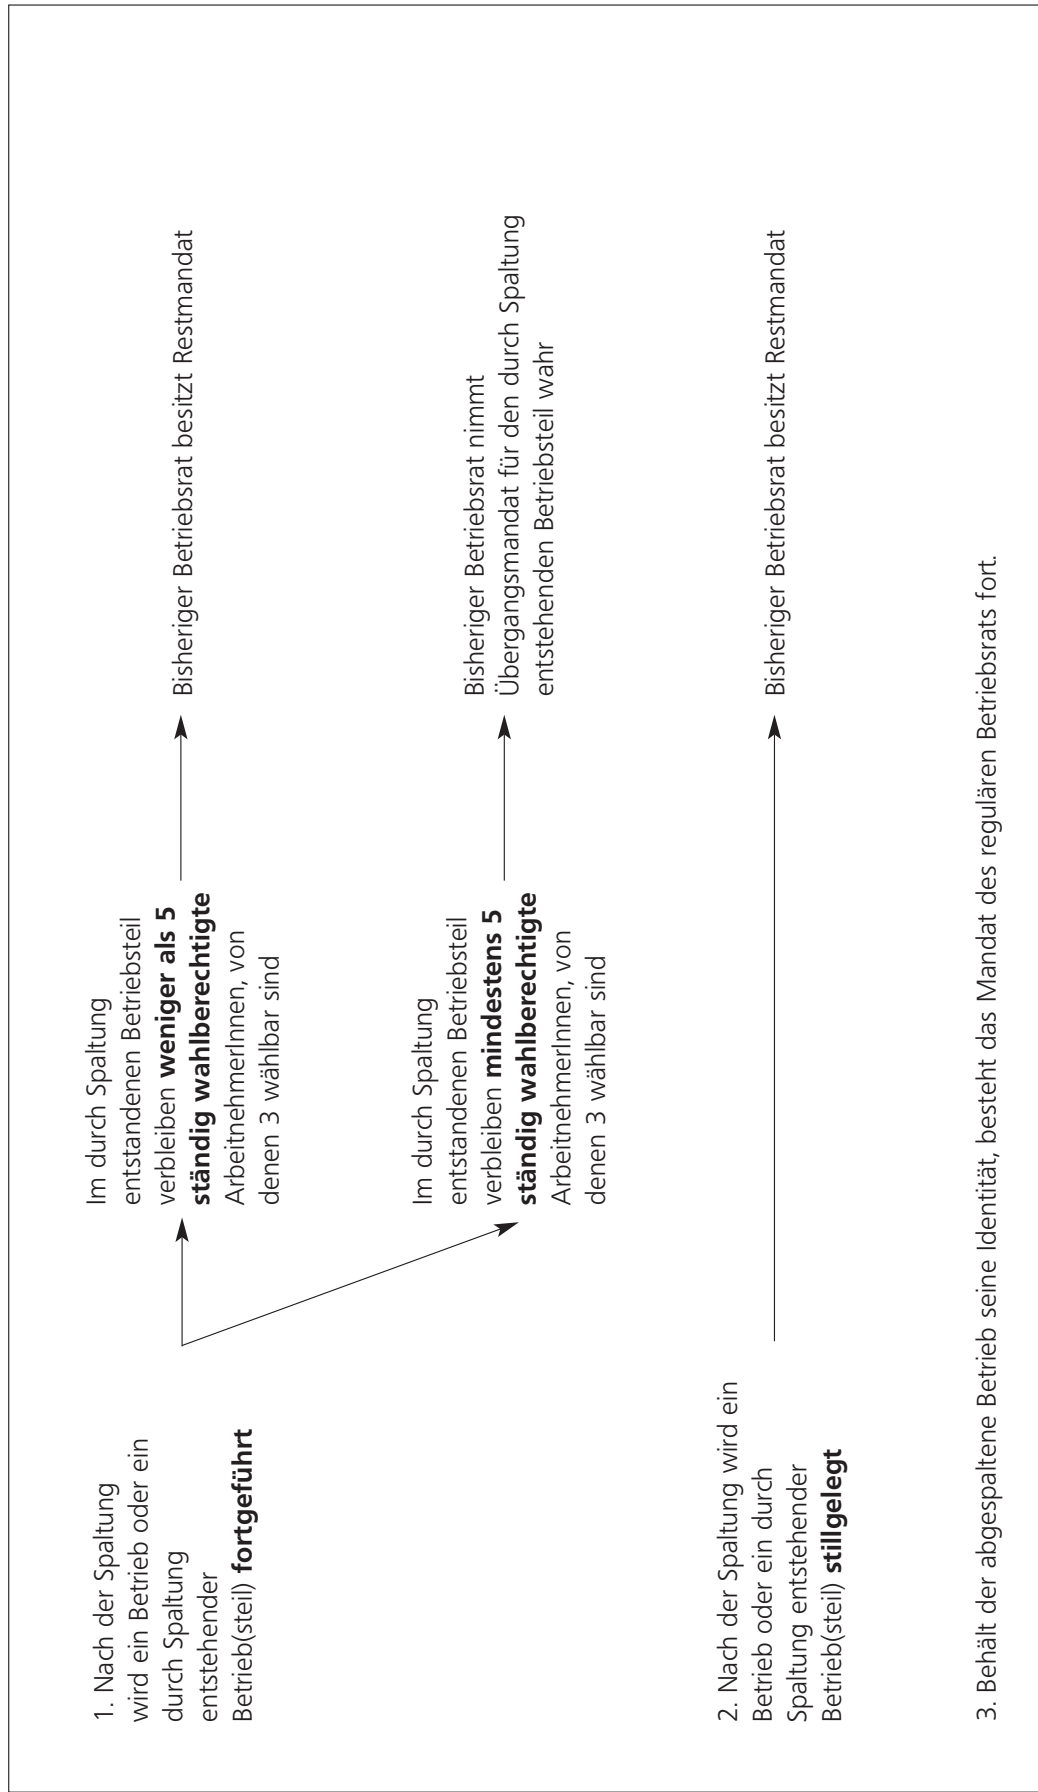 1. Nach der Spaltung
wird ein Betrieb oder ein
durch Spaltung
entstehender
Betrieb(steil) fortgeführt
Im durch Spaltung
entstandenen Betriebsteil
verbleiben weniger als 5
ständig wahlberechtigte
ArbeitnehmerInnen, von
denen 3 wählbar sind
Bisheriger Betriebsrat besitzt Restmandat
Im durch Spaltung
entstandenen Betriebsteil
verbleiben mindestens 5
ständig wahlberechtigte
ArbeitnehmerInnen, von
denen 3 wählbar sind
Bisheriger Betriebsrat nimmt
Übergangsmandat für den durch Spaltung
entstehenden Betriebsteil wahr
2. Nach der Spaltung wird ein
Betrieb oder ein durch
Spaltung entstehender
Betrieb(steil) stillgelegt
Bisheriger Betriebsrat besitzt Restmandat
3. Behält der abgespaltene Betrieb seine Identität, besteht das Mandat des regulären Betriebsrats fort.